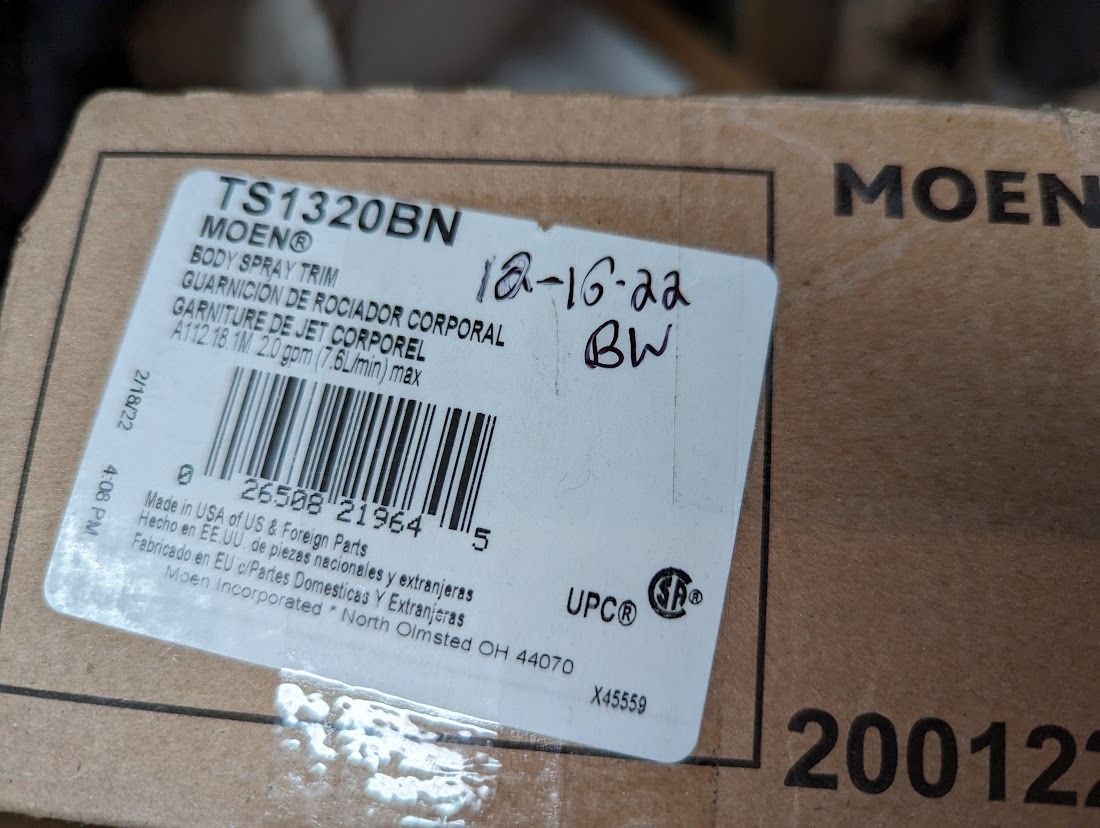 TS1320BN
MOEN®
BODY SPRAY TRIM
GUARNICION DE ROCIADOR CORPORAL
GARNITURE DE JET CORPOREL
A112.18.1M 2.0 gpm (7.6L/min) max
12-16-22
BW
2/18/22 4:08 PM
0 26508 21964 5
Made in USA of US & Foreign Parts
Hecho en EE.UU. de piezas nacionales y extranjeras
Fabricado en EU c/Partes Domesticas Y Extranjeras
Moen Incorporated * North Olmsted OH 44070
UPC® SA®
X45559
MOEN
200122